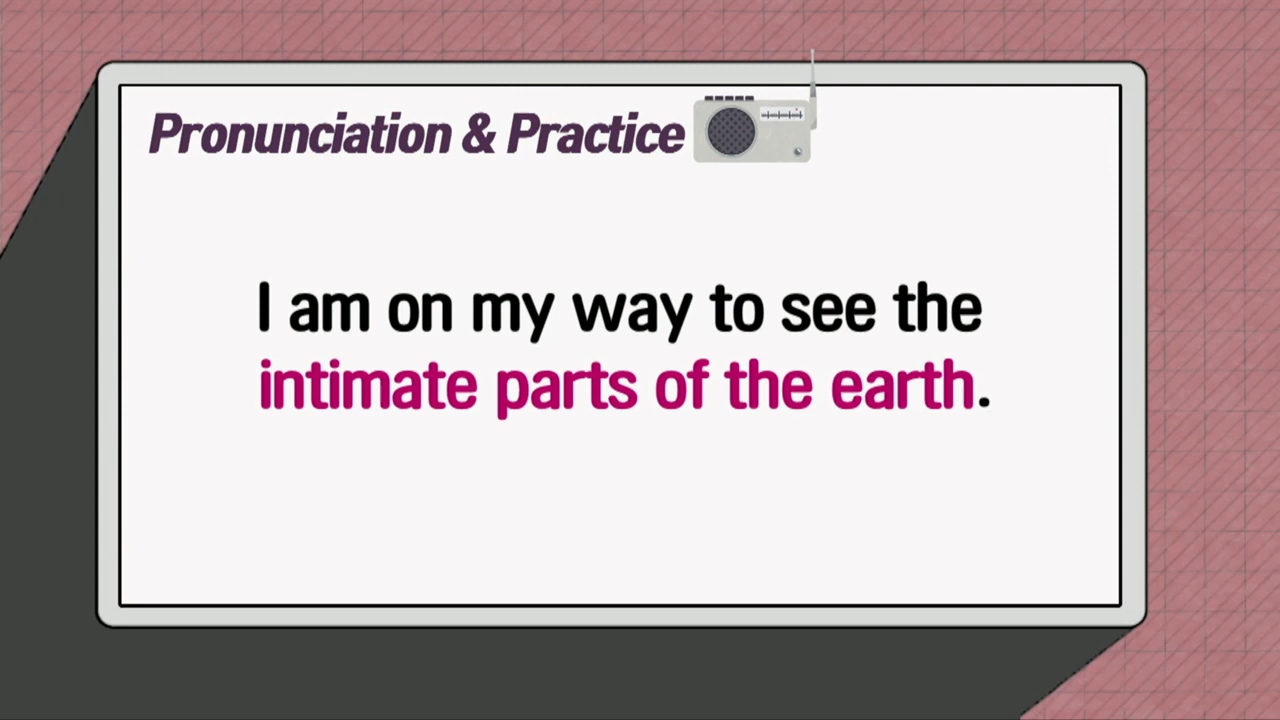 Pronunciation & Practice
I am on my way to see the
intimate parts of the earth.